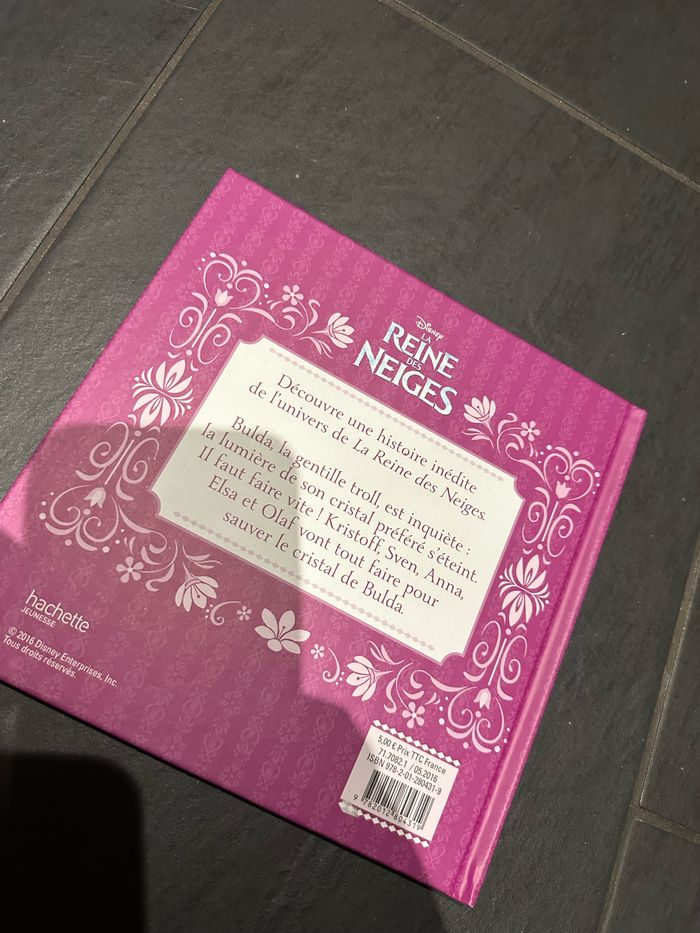 Disney
LA
REINE
DES
NEIGES
Découvre une histoire inédite
de l'univers de La Reine des Neiges.
Bulda, la gentille troll, est inquiète :
la lumière de son cristal préféré s'éteint.
Il faut faire vite ! Kristoff, Sven, Anna,
Elsa et Olaf vont tout faire pour
sauver le cristal de Bulda.
hachette
JEUNESSE
© 2016 Disney Enterprises, Inc.
Tous droits réservés.
5,00 € Prix TTC France
71.7082.1 / 05.2016
ISBN 978-2-01-280431-9
9 782012 804319